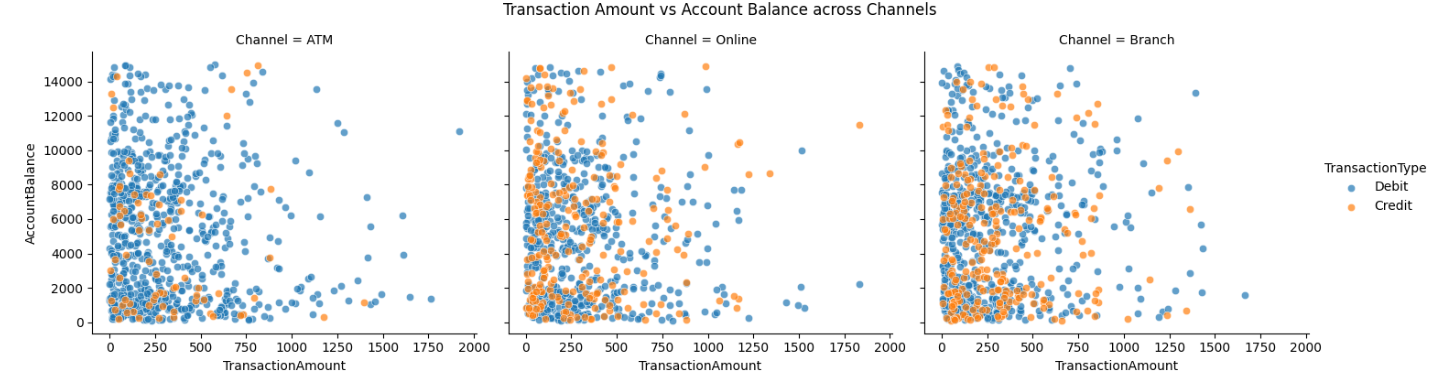 Transaction Amount vs Account Balance across Channels
Channel = ATM
Channel = Online
Channel = Branch
AccountBalance
14000
12000
10000
8000
6000
4000
2000
0
0 250 500 750 1000 1250 1500 1750 2000
0 250 500 750 1000 1250 1500 1750 2000
0 250 500 750 1000 1250 1500 1750 2000
TransactionAmount
TransactionAmount
TransactionAmount
TransactionType
Debit
Credit